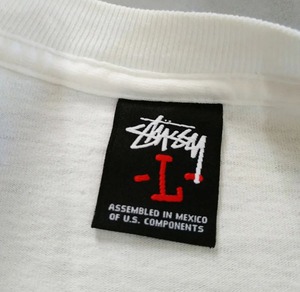 Stüssy
-L-
ASSEMBLED IN MEXICO
OF U.S. COMPONENTS